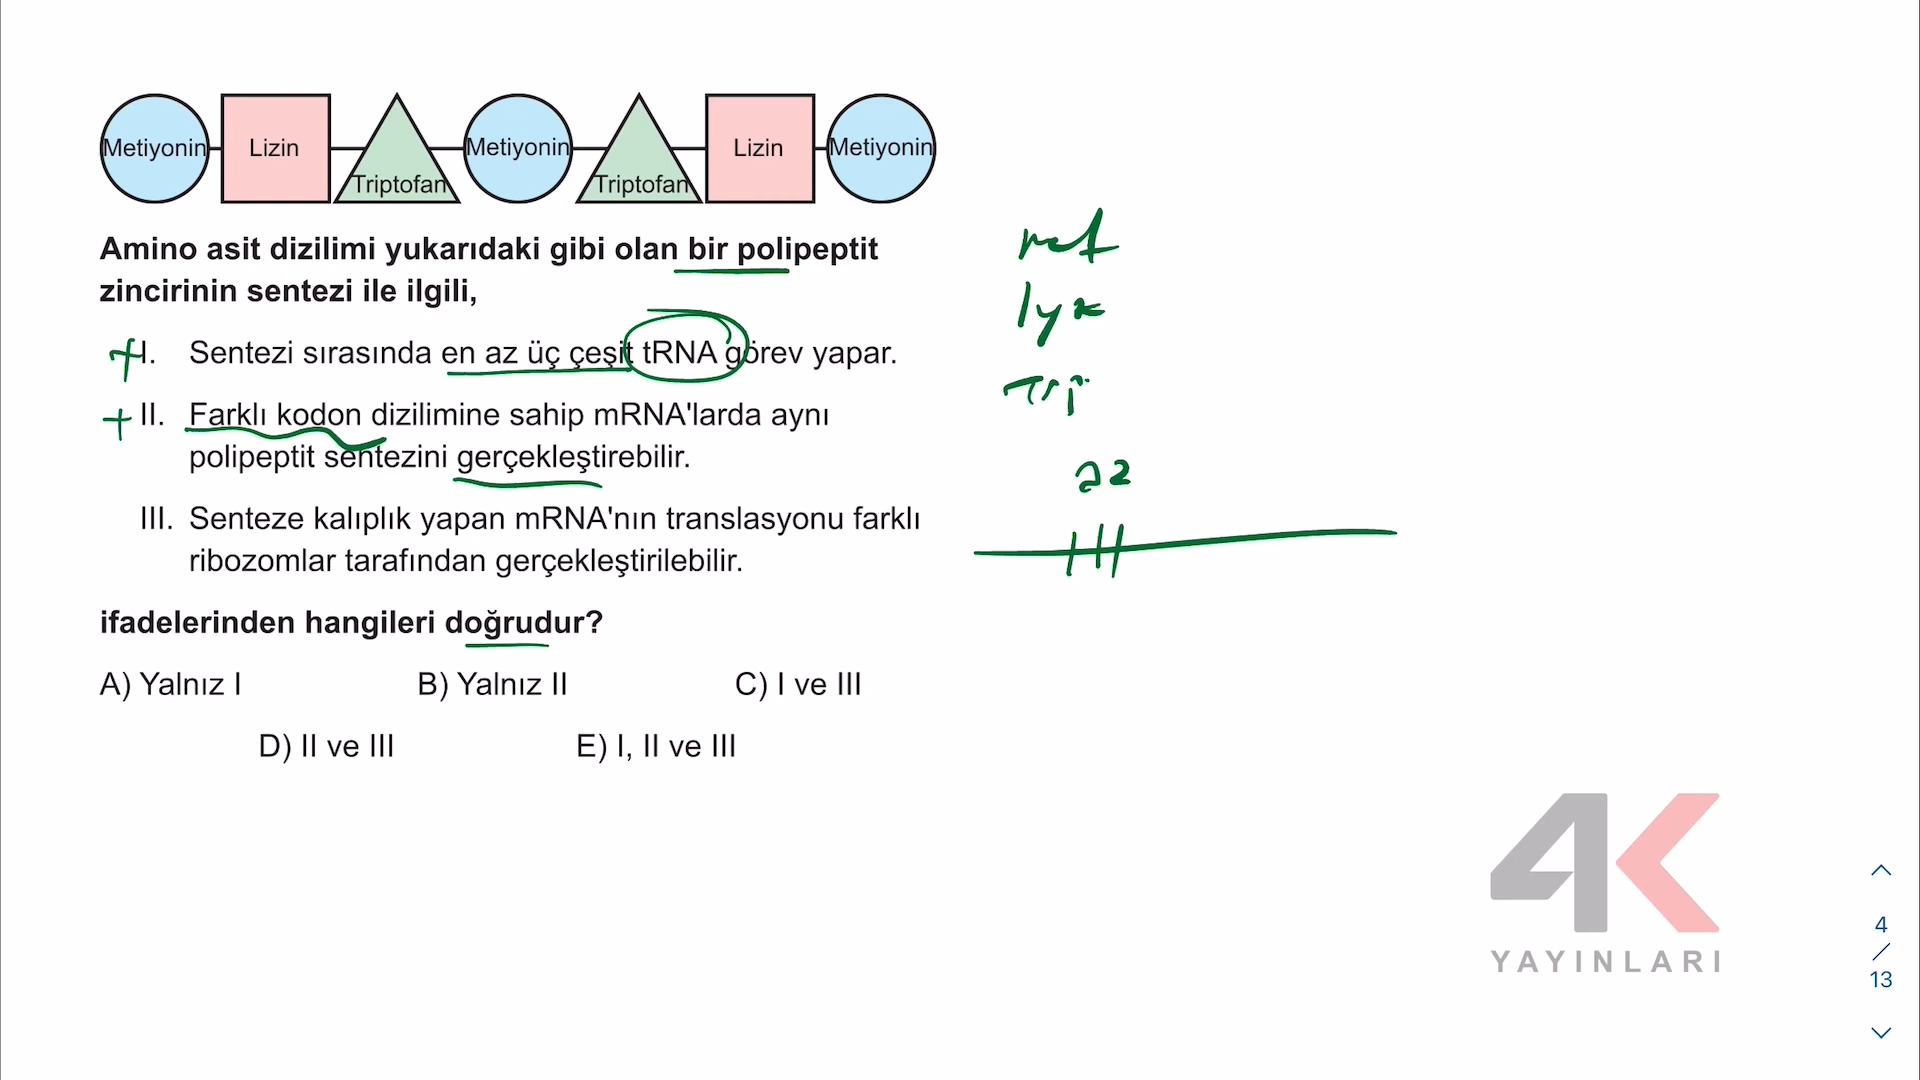 Metiyonin Lizin Triptofan Metiyonin Triptofan Lizin Metiyonin
Amino asit dizilimi yukarıdaki gibi olan bir polipeptit
zincirinin sentezi ile ilgili,
I. Sentezi sırasında en az üç çeşit tRNA görev yapar.
II. Farklı kodon dizilimine sahip mRNA'larda aynı
polipeptit sentezini gerçekleştirebilir.
III. Senteze kalıplık yapan mRNA'nın translasyonu farklı
ribozomlar tarafından gerçekleştirilebilir.
ifadelerinden hangileri doğrudur?
A) Yalnız I B) Yalnız II C) I ve III
D) II ve III E) I, II ve III
met
Tri
4K
YAYINLARI
4
/
13